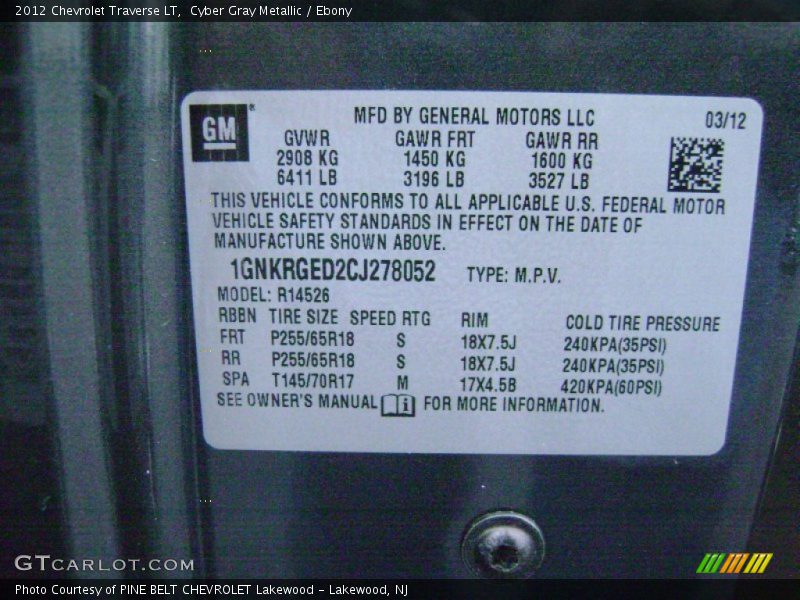 2012 Chevrolet Traverse LT,  Cyber Gray Metallic / Ebony
GM®
MFD BY GENERAL MOTORS LLC 03/12
GVWR GAWR FRT GAWR RR
2908 KG 1450 KG 1600 KG
6411 LB 3196 LB 3527 LB
THIS VEHICLE CONFORMS TO ALL APPLICABLE U.S. FEDERAL MOTOR
VEHICLE SAFETY STANDARDS IN EFFECT ON THE DATE OF
MANUFACTURE SHOWN ABOVE.
1GNKRGED2CJ278052 TYPE: M.P.V.
MODEL: R14526
RBBN TIRE SIZE SPEED RTG RIM COLD TIRE PRESSURE
FRT P255/65R18 S 18X7.5J 240KPA(35PSI)
RR P255/65R18 S 18X7.5J 240KPA(35PSI)
SPA T145/70R17 M 17X4.5B 420KPA(60PSI)
SEE OWNER'S MANUAL i FOR MORE INFORMATION.
GTCARLOT.COM
Photo Courtesy of PINE BELT CHEVROLET Lakewood - Lakewood, NJ